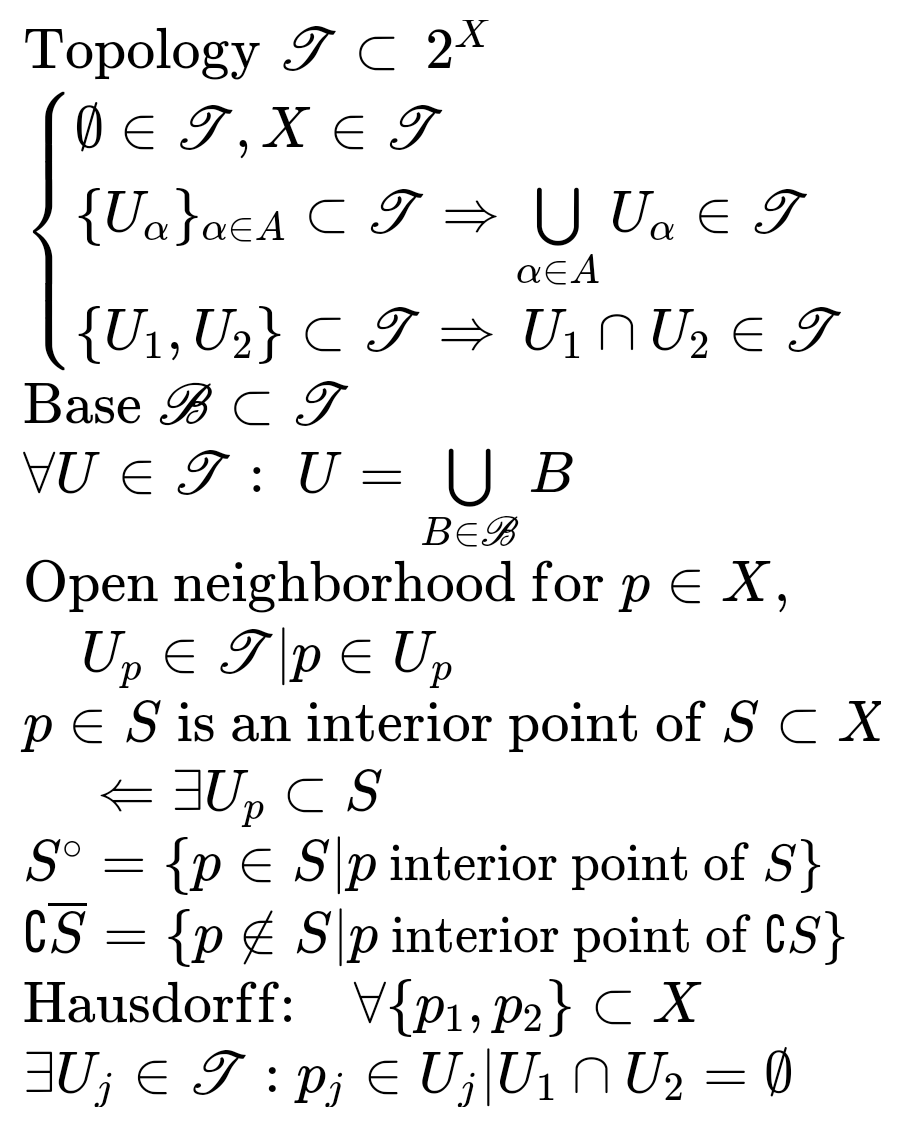 Topology 𝒯 ⊂ 2^X
{ ∅ ∈ 𝒯, X ∈ 𝒯
{U_α}_{α∈A} ⊂ 𝒯 ⇒ ⋃_{α∈A} U_α ∈ 𝒯
{U_1, U_2} ⊂ 𝒯 ⇒ U_1 ∩ U_2 ∈ 𝒯
Base ℬ ⊂ 𝒯
∀U ∈ 𝒯 : U = ⋃_{B∈ℬ} B
Open neighborhood for p ∈ X,
U_p ∈ 𝒯|p ∈ U_p
p ∈ S is an interior point of S ⊂ X
⇐ ∃U_p ⊂ S
S° = {p ∈ S|p interior point of S}
∁S̅ = {p ∉ S|p interior point of ∁S}
Hausdorff: ∀{p_1, p_2} ⊂ X
∃U_j ∈ 𝒯 : p_j ∈ U_j|U_1 ∩ U_2 = ∅